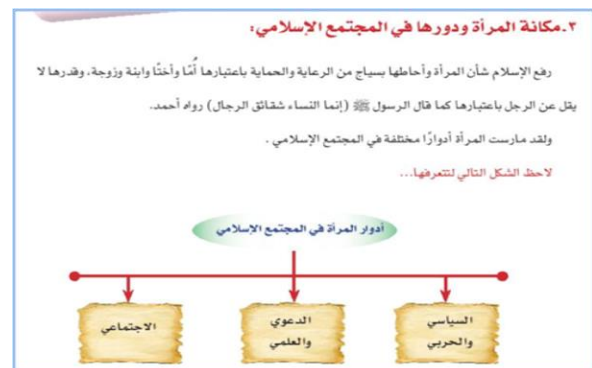 ٢.مكانة المرأة ودورها في المجتمع الإسلامي:
رفع الإسلام شأن المرأة وأحاطها بسياج من الرعاية والحماية باعتبارها أُمًّا وأختًا وابنة وزوجة، وقدرها لا
يقل عن الرجل باعتبارها كما قال الرسول ﷺ (إنما النساء شقائق الرجال) رواه أحمد.
ولقد مارست المرأة أدوارًا مختلفة في المجتمع الإسلامي .
لاحظ الشكل التالي لتتعرفها...
أدوار المرأة في المجتمع الإسلامي
السياسي
والحربي
الدعوي
والعلمي
الاجتماعي